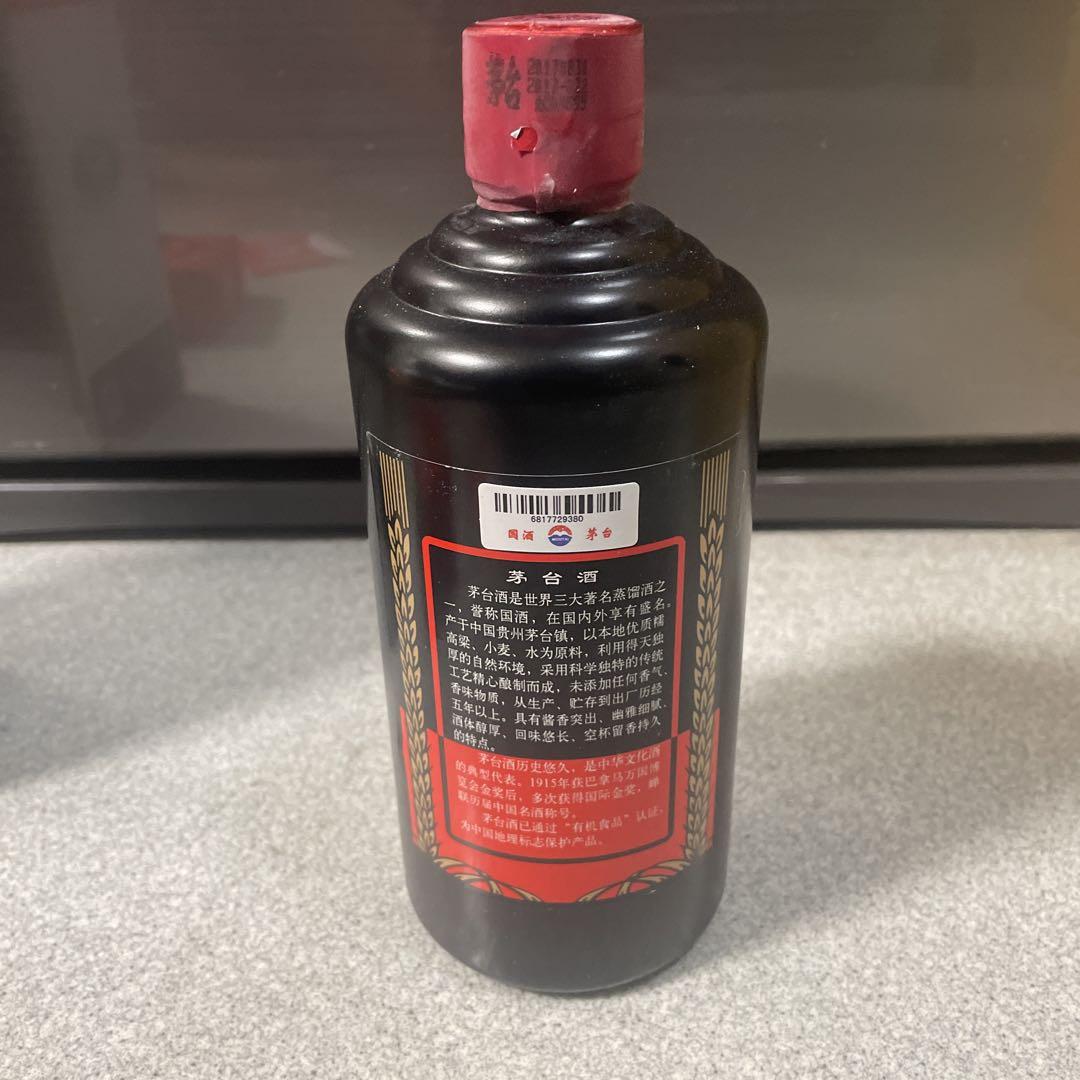 茅台
6817729380
国酒 茅台
茅台酒
茅台酒是世界三大著名蒸馏酒之
一，誉称国酒，在国内外享有盛名。
产于中国贵州茅台镇，以本地优质糯
高粱、小麦、水为原料，利用得天独
厚的自然环境，采用科学独特的传统
工艺精心酿制而成，未添加任何香气、
香味物质，从生产、贮存到出厂历经
五年以上。具有酱香突出、幽雅细腻、
酒体醇厚、回味悠长、空杯留香持久
的特点。
茅台酒历史悠久，是中华文化酒
的典型代表。1915年获巴拿马万国博
览会金奖后，多次获得国际金奖，蝉
联历届中国名酒称号。
茅台酒已通过“有机食品”认证，
为中国地理标志保护产品。